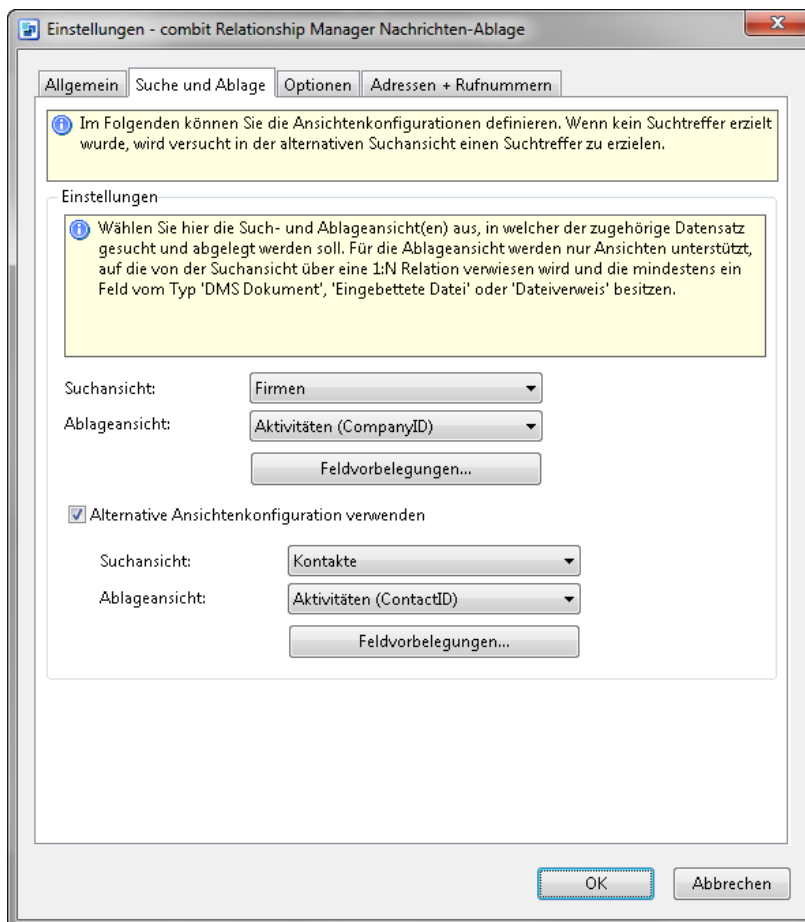 Einstellungen - combit Relationship Manager Nachrichten-Ablage
Allgemein
Suche und Ablage
Optionen
Adressen + Rufnummern
Im Folgenden können Sie die Ansichtenkonfigurationen definieren. Wenn kein Suchtreffer erzielt
wurde, wird versucht in der alternativen Suchansicht einen Suchtreffer zu erzielen.
Einstellungen
Wählen Sie hier die Such- und Ablageansicht(en) aus, in welcher der zugehörige Datensatz
gesucht und abgelegt werden soll. Für die Ablageansicht werden nur Ansichten unterstützt,
auf die von der Suchansicht über eine 1:N Relation verwiesen wird und die mindestens ein
Feld vom Typ 'DMS Dokument', 'Eingebettete Datei' oder 'Dateiverweis' besitzen.
Suchansicht:
Firmen
Ablageansicht:
Aktivitäten (CompanyID)
Feldvorbelegungen...
Alternative Ansichtenkonfiguration verwenden
Suchansicht:
Kontakte
Ablageansicht:
Aktivitäten (ContactID)
Feldvorbelegungen...
OK
Abbrechen